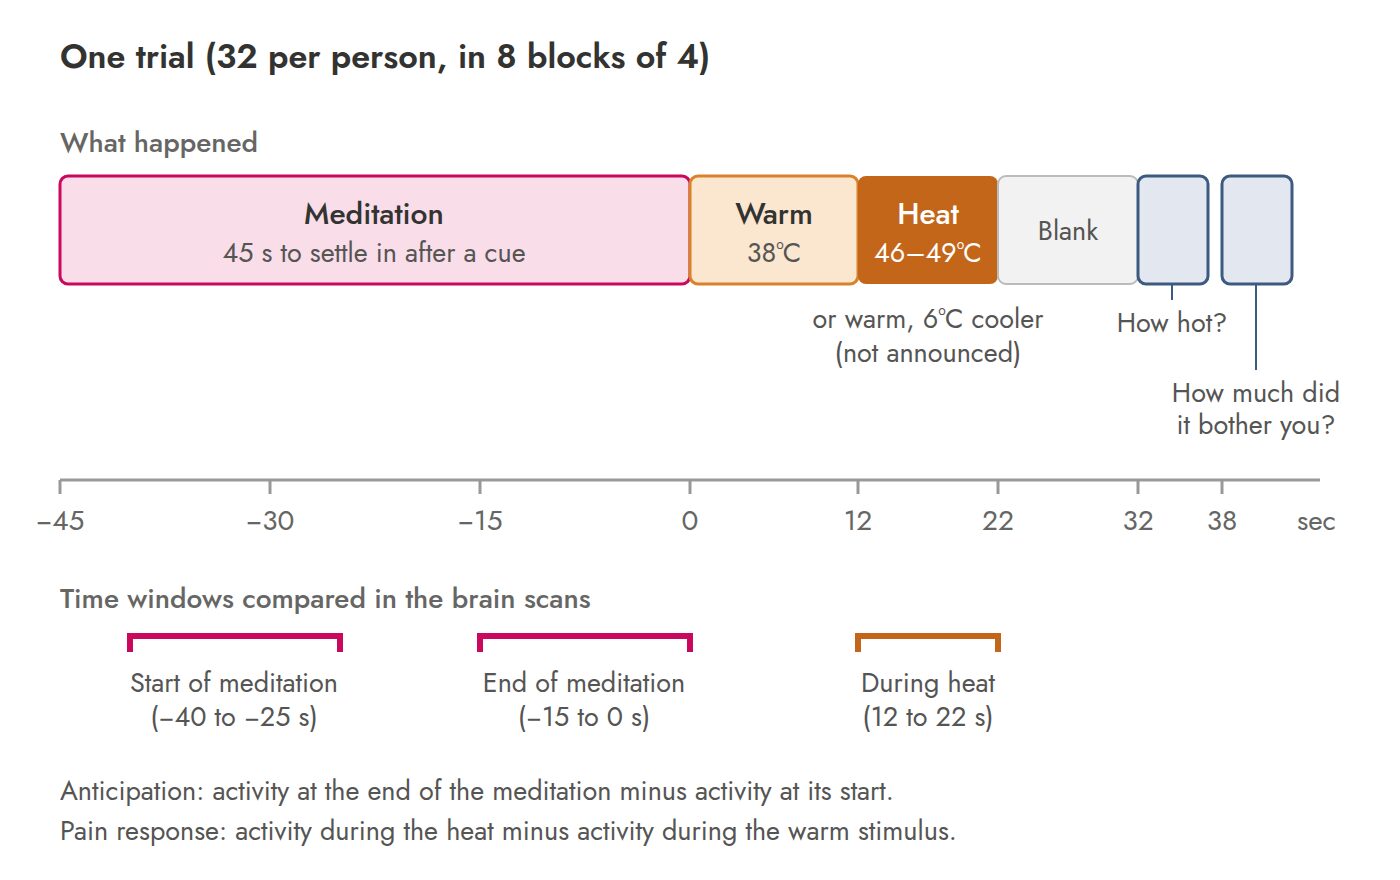 One trial (32 per person, in 8 blocks of 4)
What happened
Meditation
45 s to settle in after a cue
Warm
38°C
Heat
46–49°C
Blank
or warm, 6°C cooler
(not announced)
How hot?
How much did
it bother you?
−45 −30 −15 0 12 22 32 38 sec
Time windows compared in the brain scans
Start of meditation
(−40 to −25 s)
End of meditation
(−15 to 0 s)
During heat
(12 to 22 s)
Anticipation: activity at the end of the meditation minus activity at its start.
Pain response: activity during the heat minus activity during the warm stimulus.